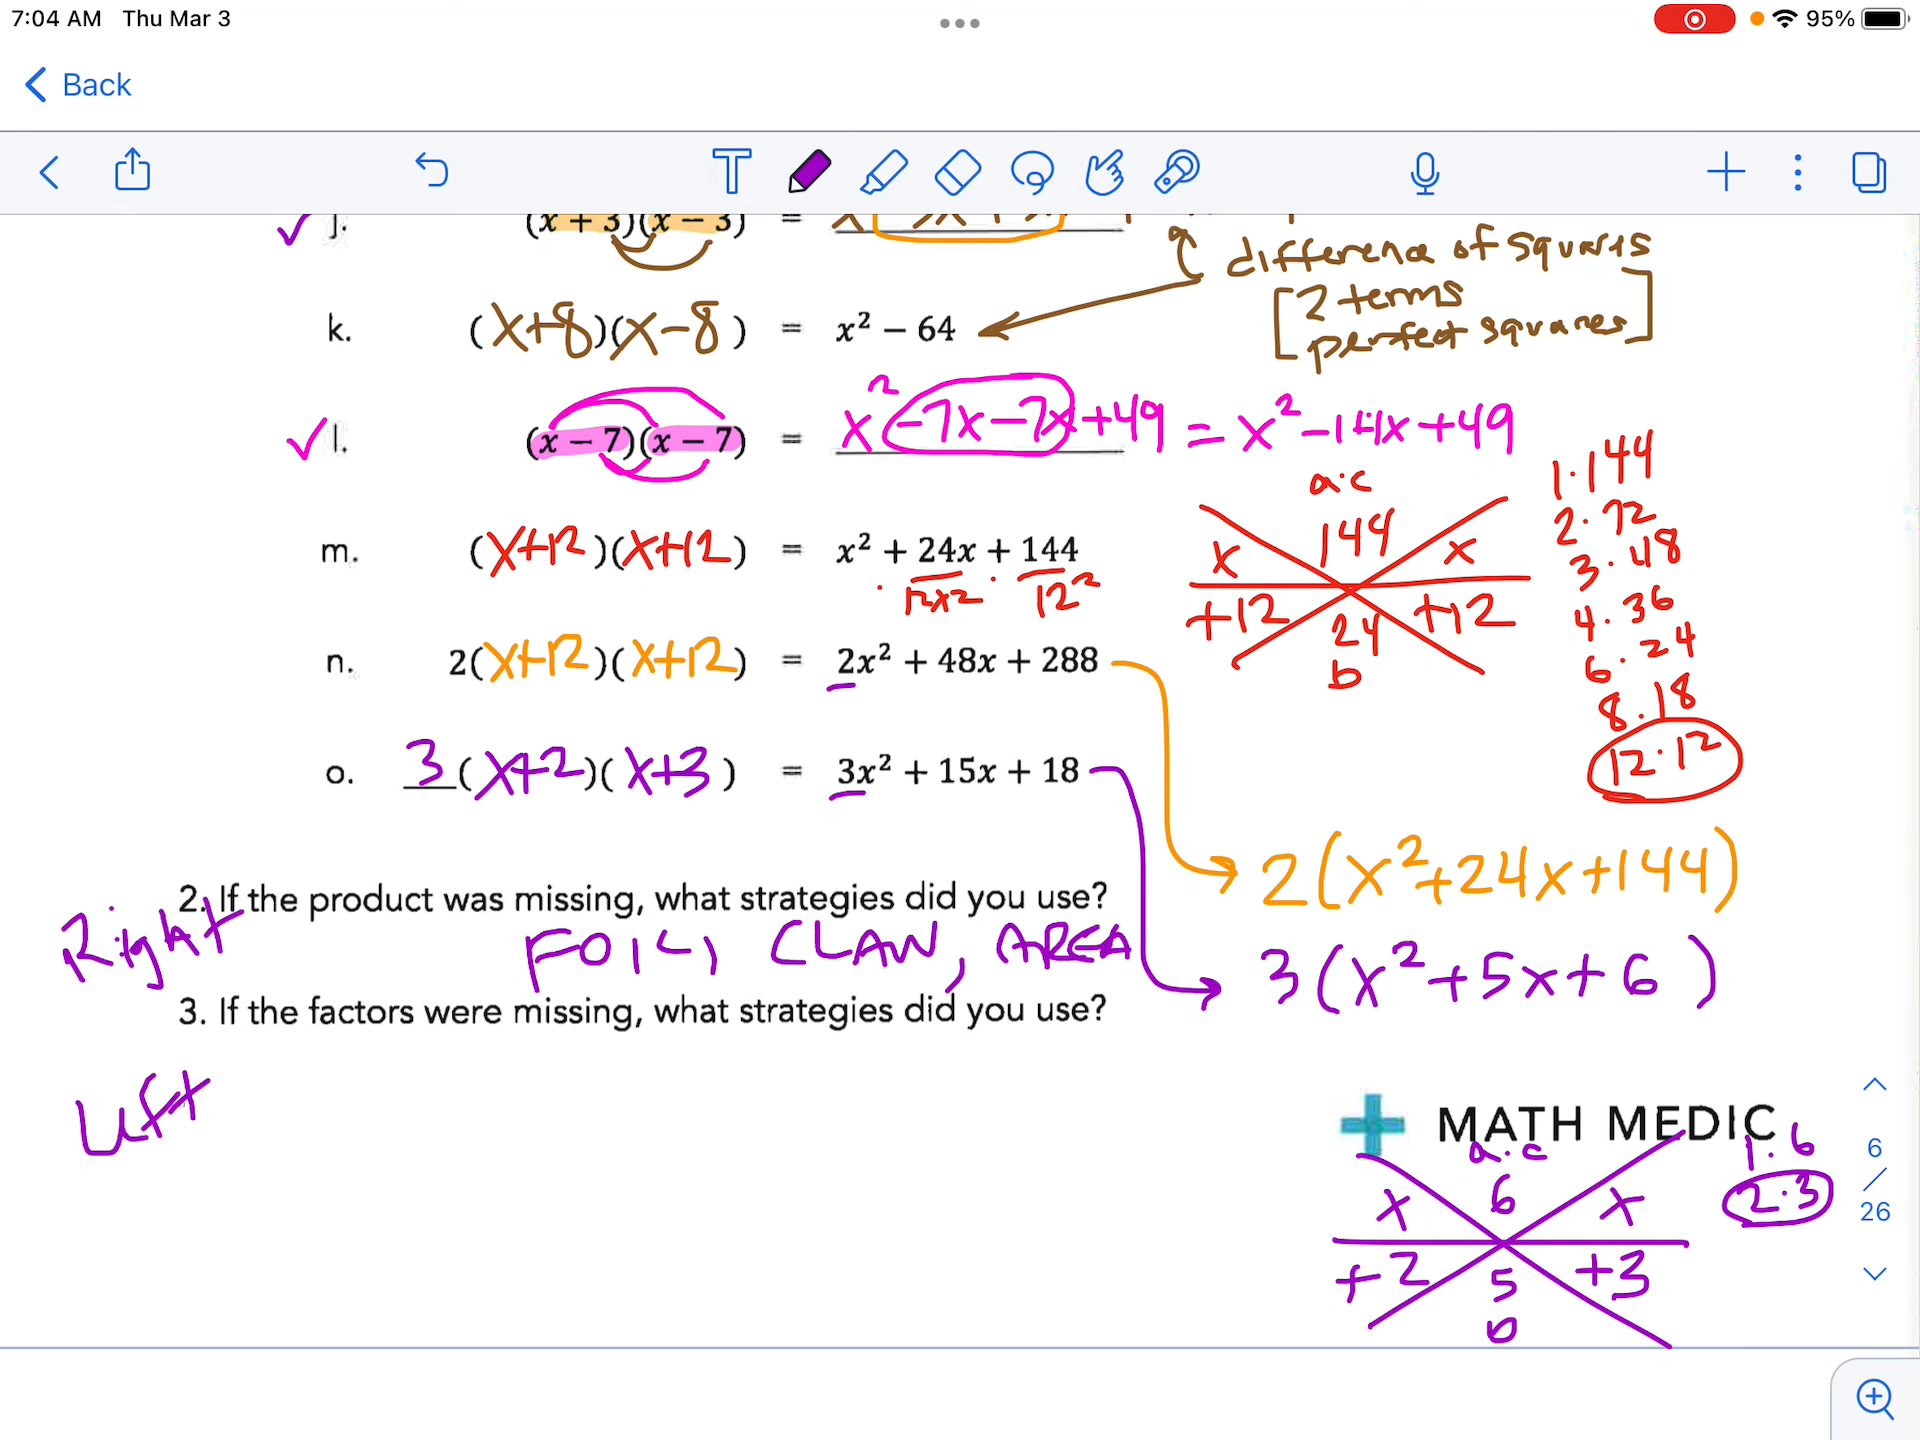 7:04 AM Thu Mar 3
95%
Back
j. (x + 3)(x − 3) =
difference of squares
[2 terms
perfect squares]
k. (x+8)(x−8) = x² − 64
✓ l. (x − 7)(x − 7) = x² −7x −7x +49 = x² −14x +49
m. (x+12)(x+12) = x² + 24x + 144
12×2 12²
a·c
144
x x
+12 +12
24
b
1·144
2·72
3·48
4·36
6·24
8·18
12·12
n. 2(x+12)(x+12) = 2x² + 48x + 288
2(x²+24x+144)
o. 3(x+2)(x+3) = 3x² + 15x + 18
3(x²+5x+6)
2. If the product was missing, what strategies did you use?
Right
FOIL, CLAW, AREA
3. If the factors were missing, what strategies did you use?
Left
MATH MEDIC
a·c
6
x x
+2 +3
5
b
1·6
2·3
6
/
26